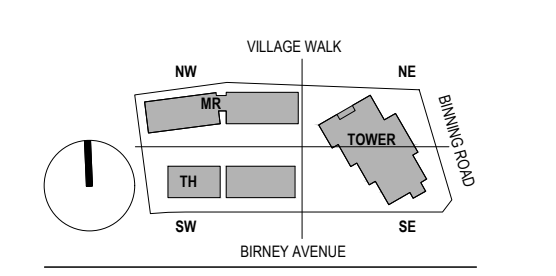 VILLAGE WALK
NW
NE
MR
BINNING ROAD
TOWER
TH
SW
SE
BIRNEY AVENUE